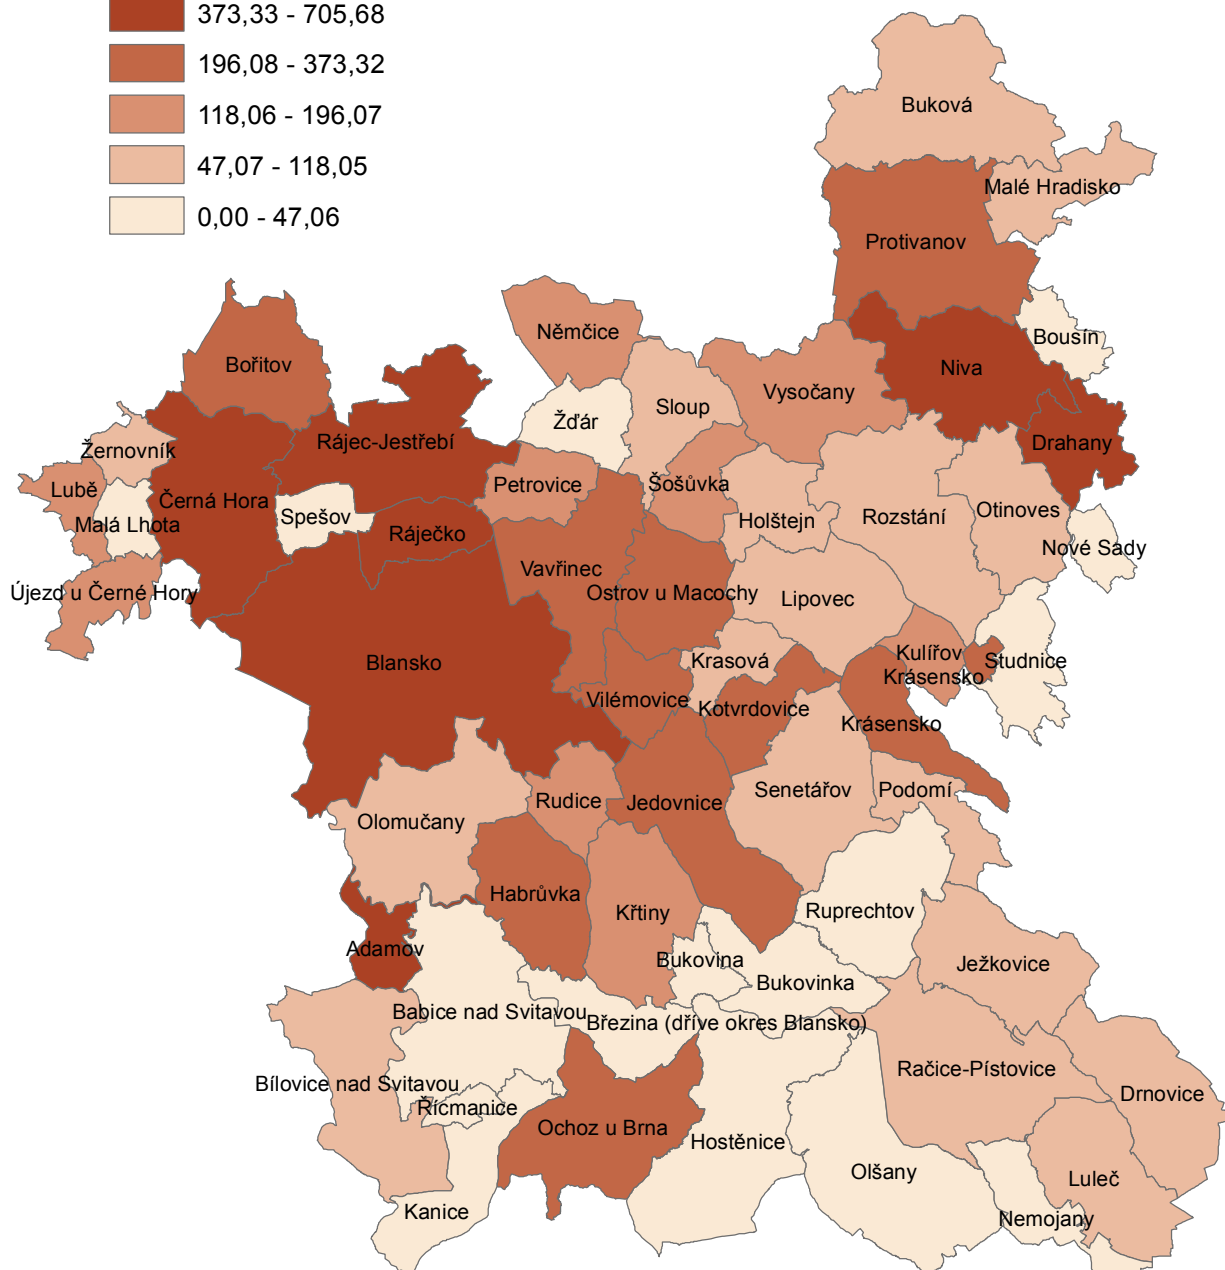 373,33 - 705,68
196,08 - 373,32
118,06 - 196,07
47,07 - 118,05
0,00 - 47,06
Buková
Malé Hradisko
Protivanov
Němčice
Bousín
Bořitov
Niva
Vysočany
Sloup
Žďár
Rájec-Jestřebí
Drahany
Žernovník
Šošůvka
Petrovice
Lubě
Černá Hora
Otinoves
Spešov
Rozstání
Holštejn
Malá Lhota
Ráječko
Nové Sady
Vavřinec
Újezd u Černé Hory
Ostrov u Macochy
Lipovec
Kulířov
Blansko
Krasová
Studnice
Krásensko
Vilémovice
Kotvrdovice
Krásensko
Senetářov
Podomí
Rudice
Jedovnice
Olomučany
Habrůvka
Křtiny
Ruprechtov
Adamov
Bukovina
Ježkovice
Bukovinka
Babice nad Svitavou
Březina (dříve okres Blansko)
Račice-Pístovice
Bílovice nad Svitavou
Drnovice
Řícmanice
Ochoz u Brna
Hostěnice
Olšany
Luleč
Kanice
Nemojany